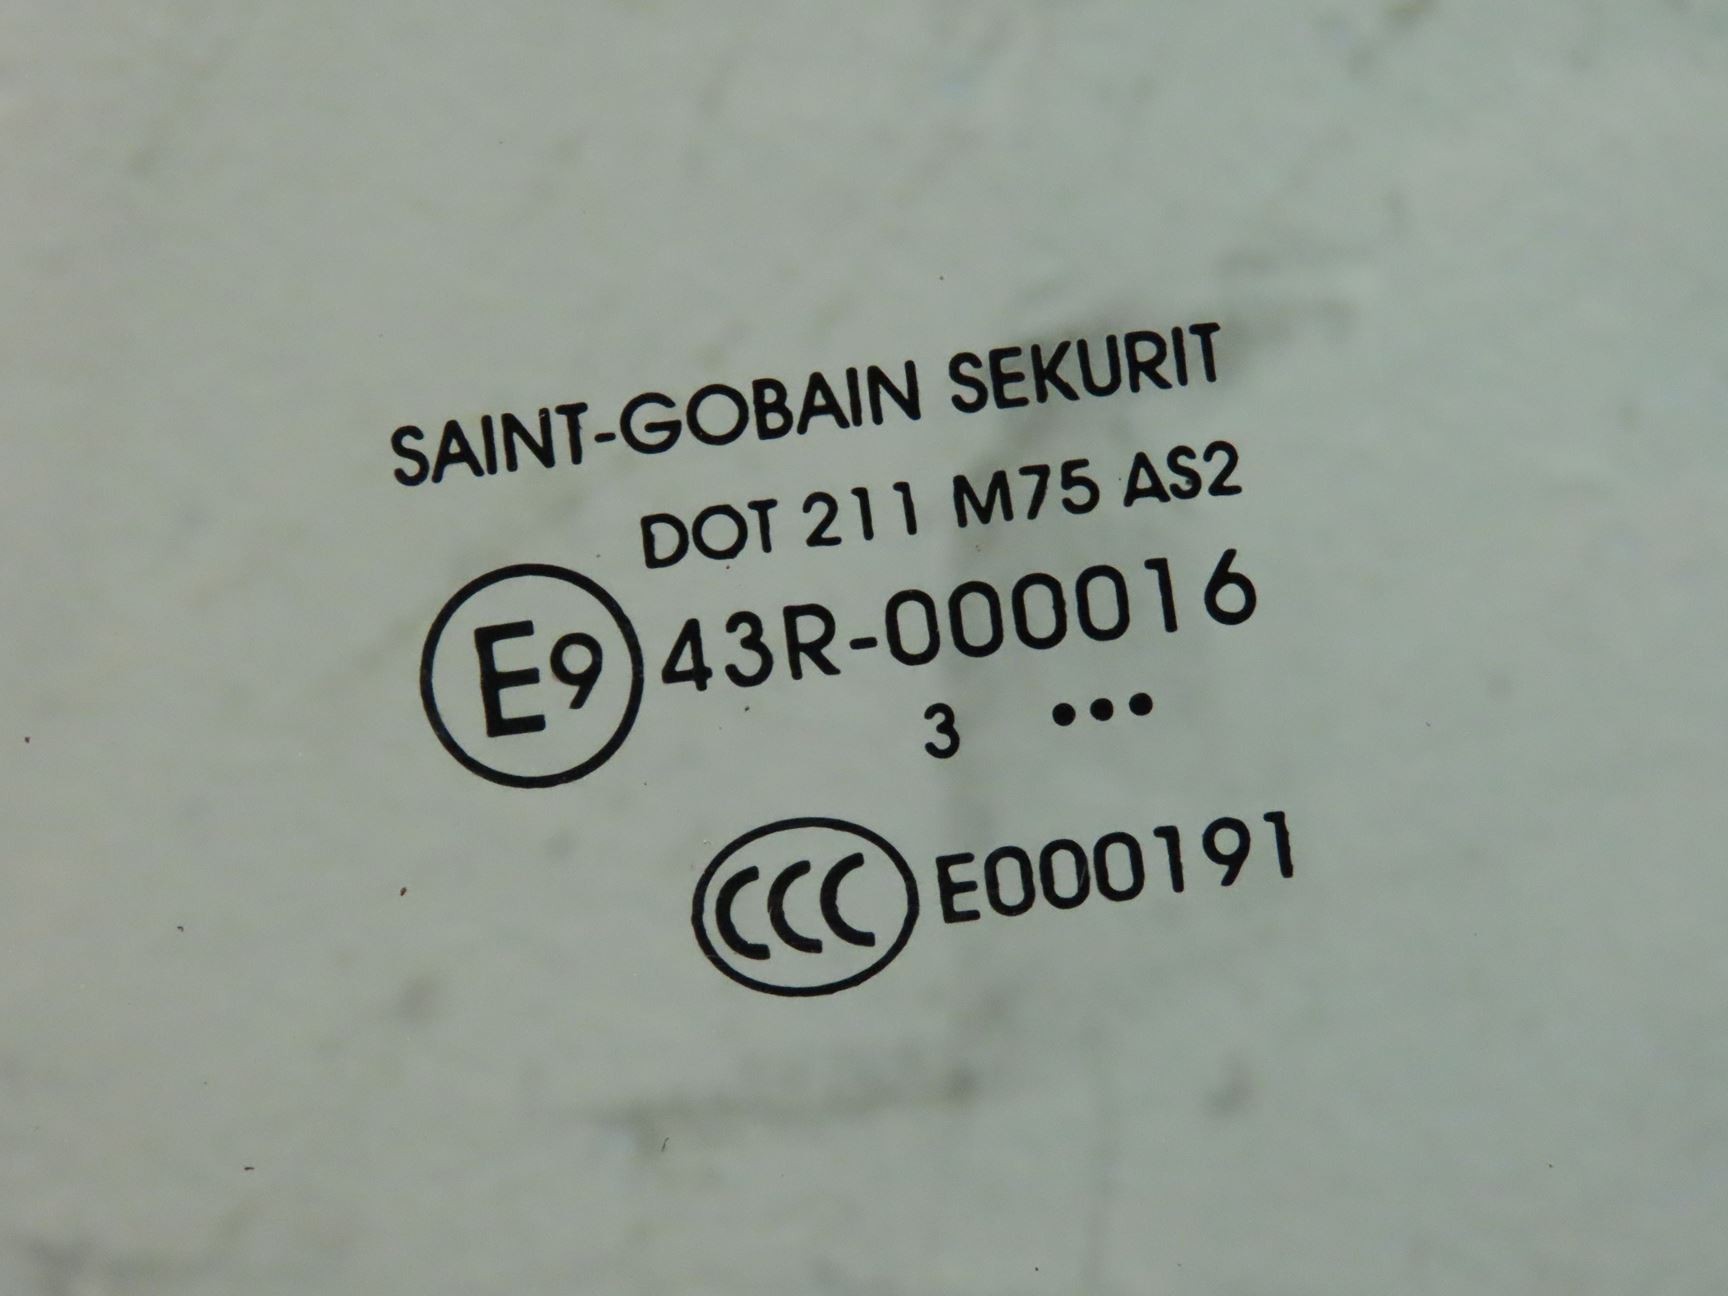 SAINT-GOBAIN SEKURIT
DOT 211 M75 AS2
E9 43R-000016
3 •••
CCC E000191